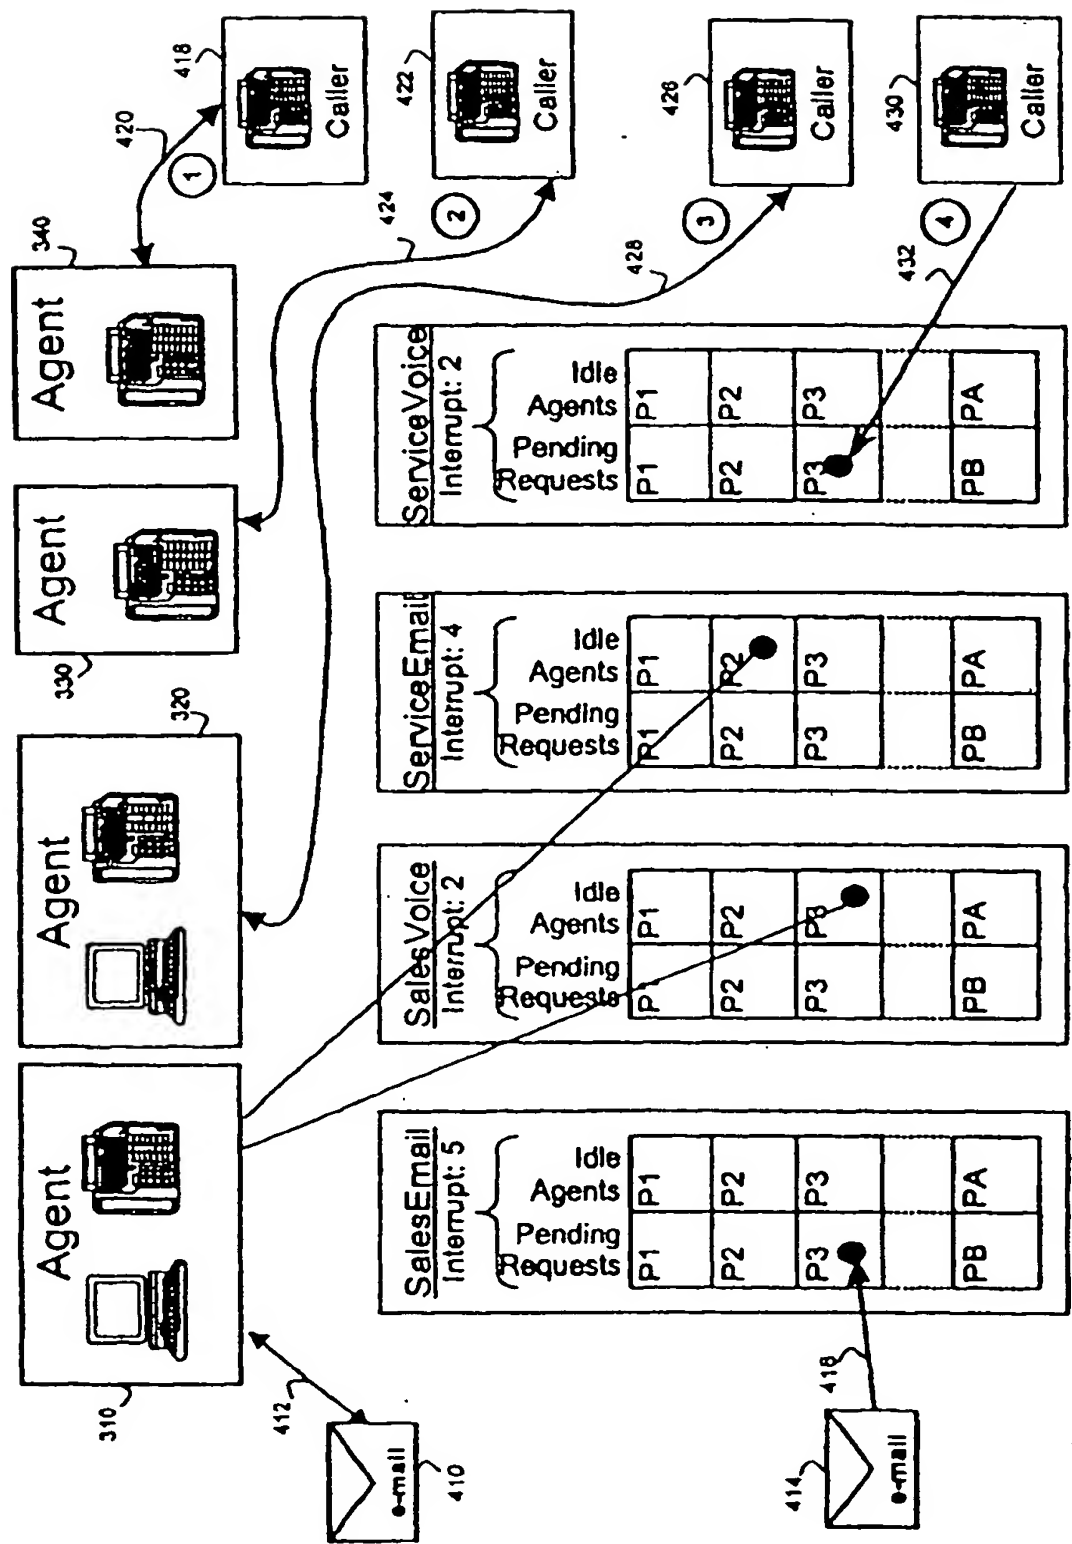 Agent
Agent
Agent
Agent
310
320
330
340
420
418
Caller
1
412
e-mail
410
424
422
Caller
2
428
426
Caller
3
432
430
Caller
4
SalesEmail
Interrupt: 5
Pending Requests
Idle Agents
P1 P1
P2 P2
P3 P3
PB PA
SalesVoice
Interrupt: 2
Pending Requests
Idle Agents
P1 P1
P2 P2
P3 P3
PB PA
ServiceEmail
Interrupt: 4
Pending Requests
Idle Agents
P1 P1
P2 P2
P3 P3
PB PA
ServiceVoice
Interrupt: 2
Pending Requests
Idle Agents
P1 P1
P2 P2
P3 P3
PB PA
414
e-mail
418